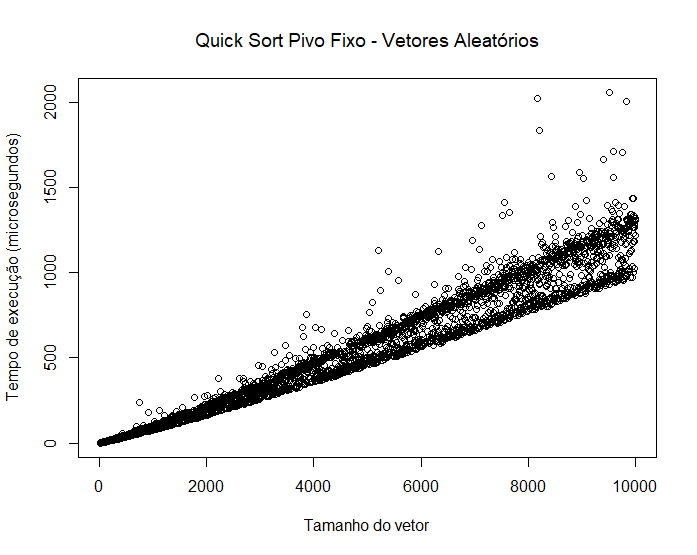 Quick Sort Pivo Fixo - Vetores Aleatórios
Tempo de execução (microsegundos)
2000
1500
1000
500
0
0 2000 4000 6000 8000 10000
Tamanho do vetor